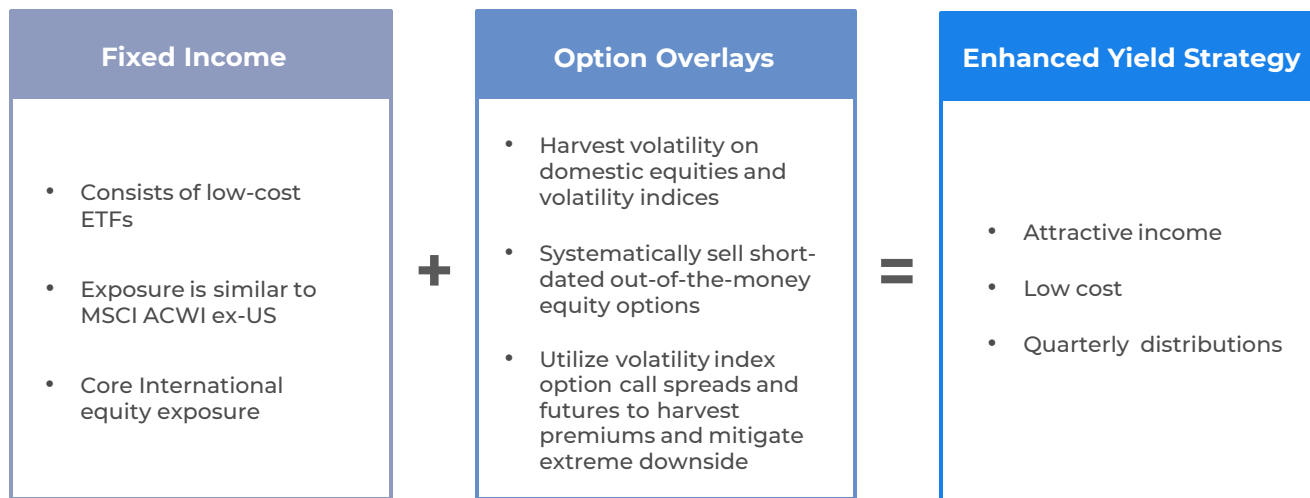 Fixed Income
• Consists of low-cost
ETFs
• Exposure is similar to
MSCI ACWI ex-US
• Core International
equity exposure
+
Option Overlays
• Harvest volatility on
domestic equities and
volatility indices
• Systematically sell short-
dated out-of-the-money
equity options
• Utilize volatility index
option call spreads and
futures to harvest
premiums and mitigate
extreme downside
=
Enhanced Yield Strategy
• Attractive income
• Low cost
• Quarterly distributions